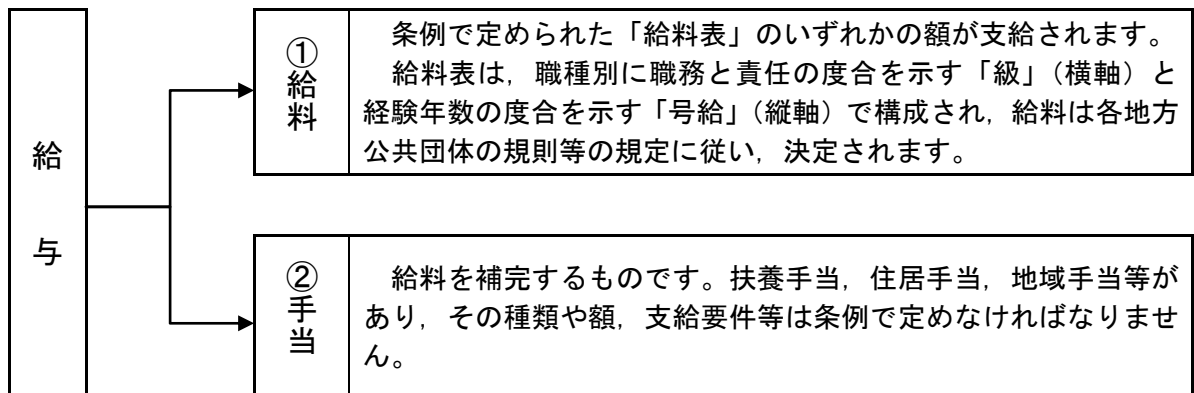 給与
①給料
　条例で定められた「給料表」のいずれかの額が支給されます。
　給料表は，職種別に職務と責任の度合を示す「級」（横軸）と
経験年数の度合を示す「号給」（縦軸）で構成され，給料は各地方
公共団体の規則等の規定に従い，決定されます。
②手当
　給料を補完するものです。扶養手当，住居手当，地域手当等が
あり，その種類や額，支給要件等は条例で定めなければなりませ
ん。